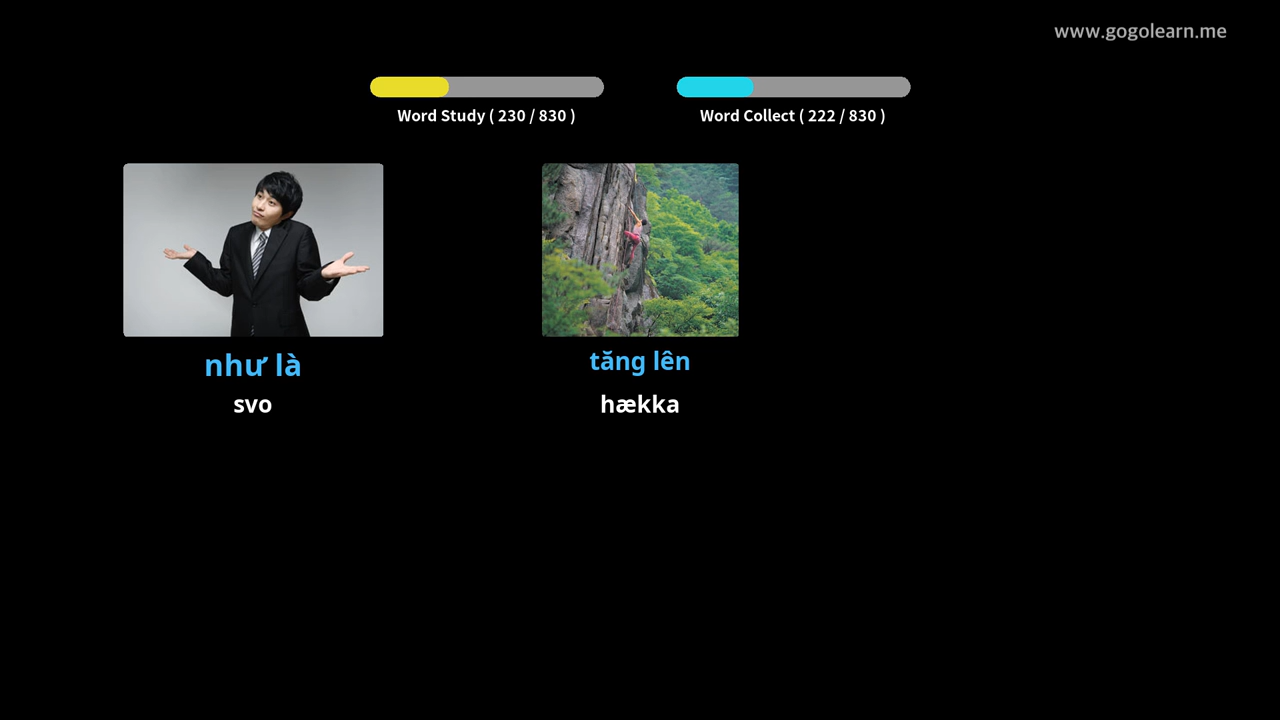 www.gogolearn.me
Word Study ( 230 / 830 )
Word Collect ( 222 / 830 )
như là
svo
tăng lên
hækka